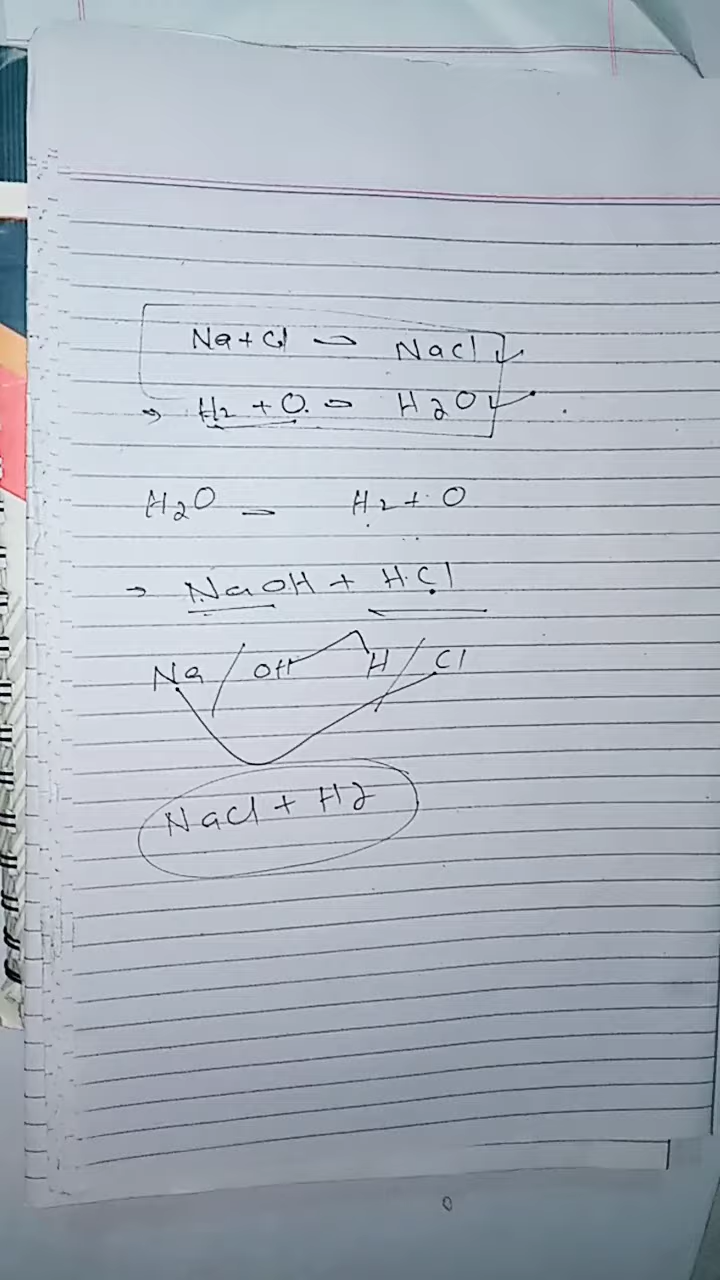 Na + Cl → NaCl
→ H2 + O. → H2O
H2O — H2 + O
→ NaOH + HCl
Na / OH H / Cl
NaCl + H2